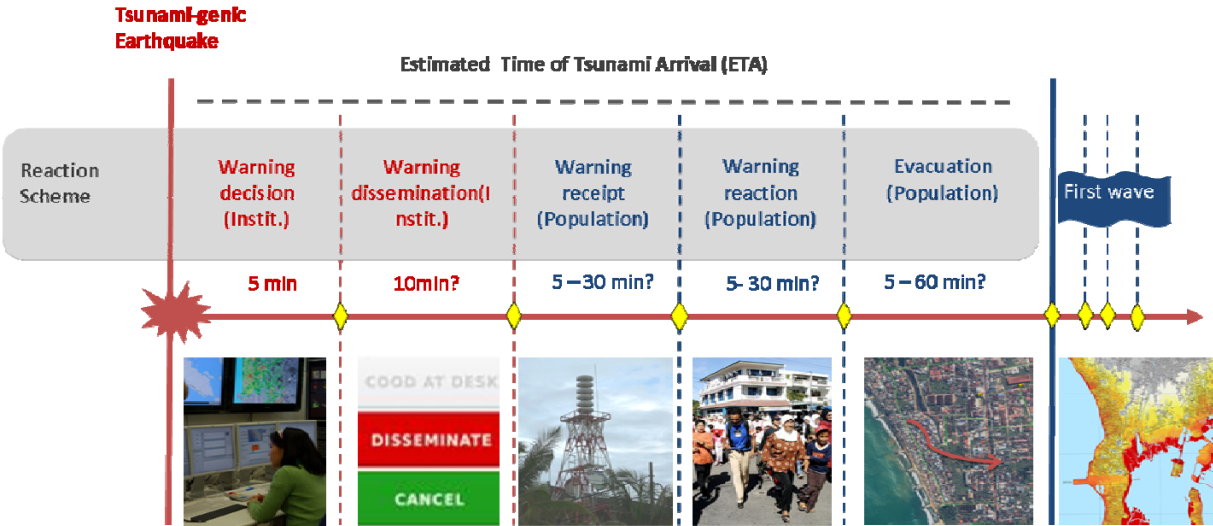 Tsunami-genic
Earthquake
Estimated Time of Tsunami Arrival (ETA)
Reaction
Scheme
Warning
decision
(Instit.)
Warning
dissemination(I
nstit.)
Warning
receipt
(Population)
Warning
reaction
(Population)
Evacuation
(Population)
First wave
5 min
10min?
5 – 30 min?
5- 30 min?
5 – 60 min?
COOD AT DESK
DISSEMINATE
CANCEL